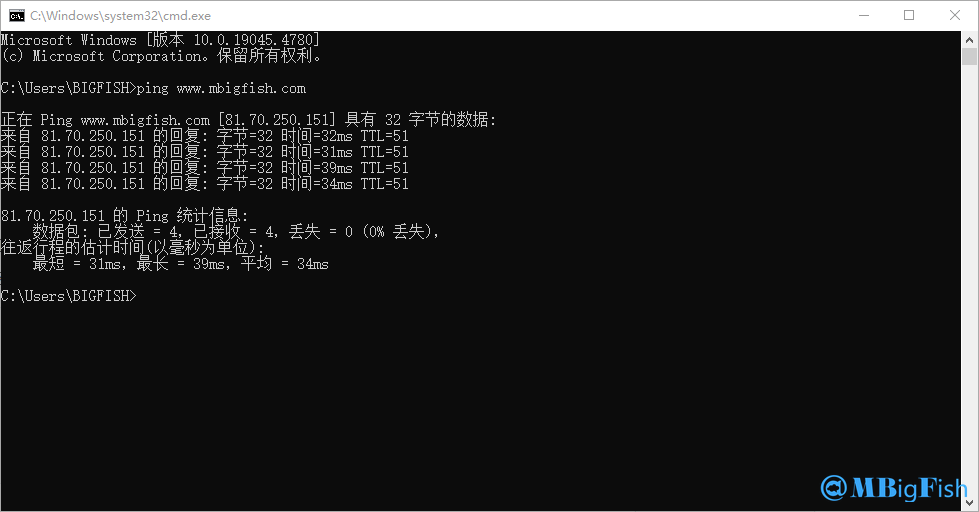 C:\Windows\system32\cmd.exe
Microsoft Windows [版本 10.0.19045.4780]
(c) Microsoft Corporation。保留所有权利。
C:\Users\BIGFISH>ping www.mbigfish.com
正在 Ping www.mbigfish.com [81.70.250.151] 具有 32 字节的数据:
来自 81.70.250.151 的回复: 字节=32 时间=32ms TTL=51
来自 81.70.250.151 的回复: 字节=32 时间=31ms TTL=51
来自 81.70.250.151 的回复: 字节=32 时间=39ms TTL=51
来自 81.70.250.151 的回复: 字节=32 时间=34ms TTL=51
81.70.250.151 的 Ping 统计信息:
数据包: 已发送 = 4，已接收 = 4，丢失 = 0 (0% 丢失)，
往返行程的估计时间(以毫秒为单位):
最短 = 31ms，最长 = 39ms，平均 = 34ms
C:\Users\BIGFISH>
@MBigFish